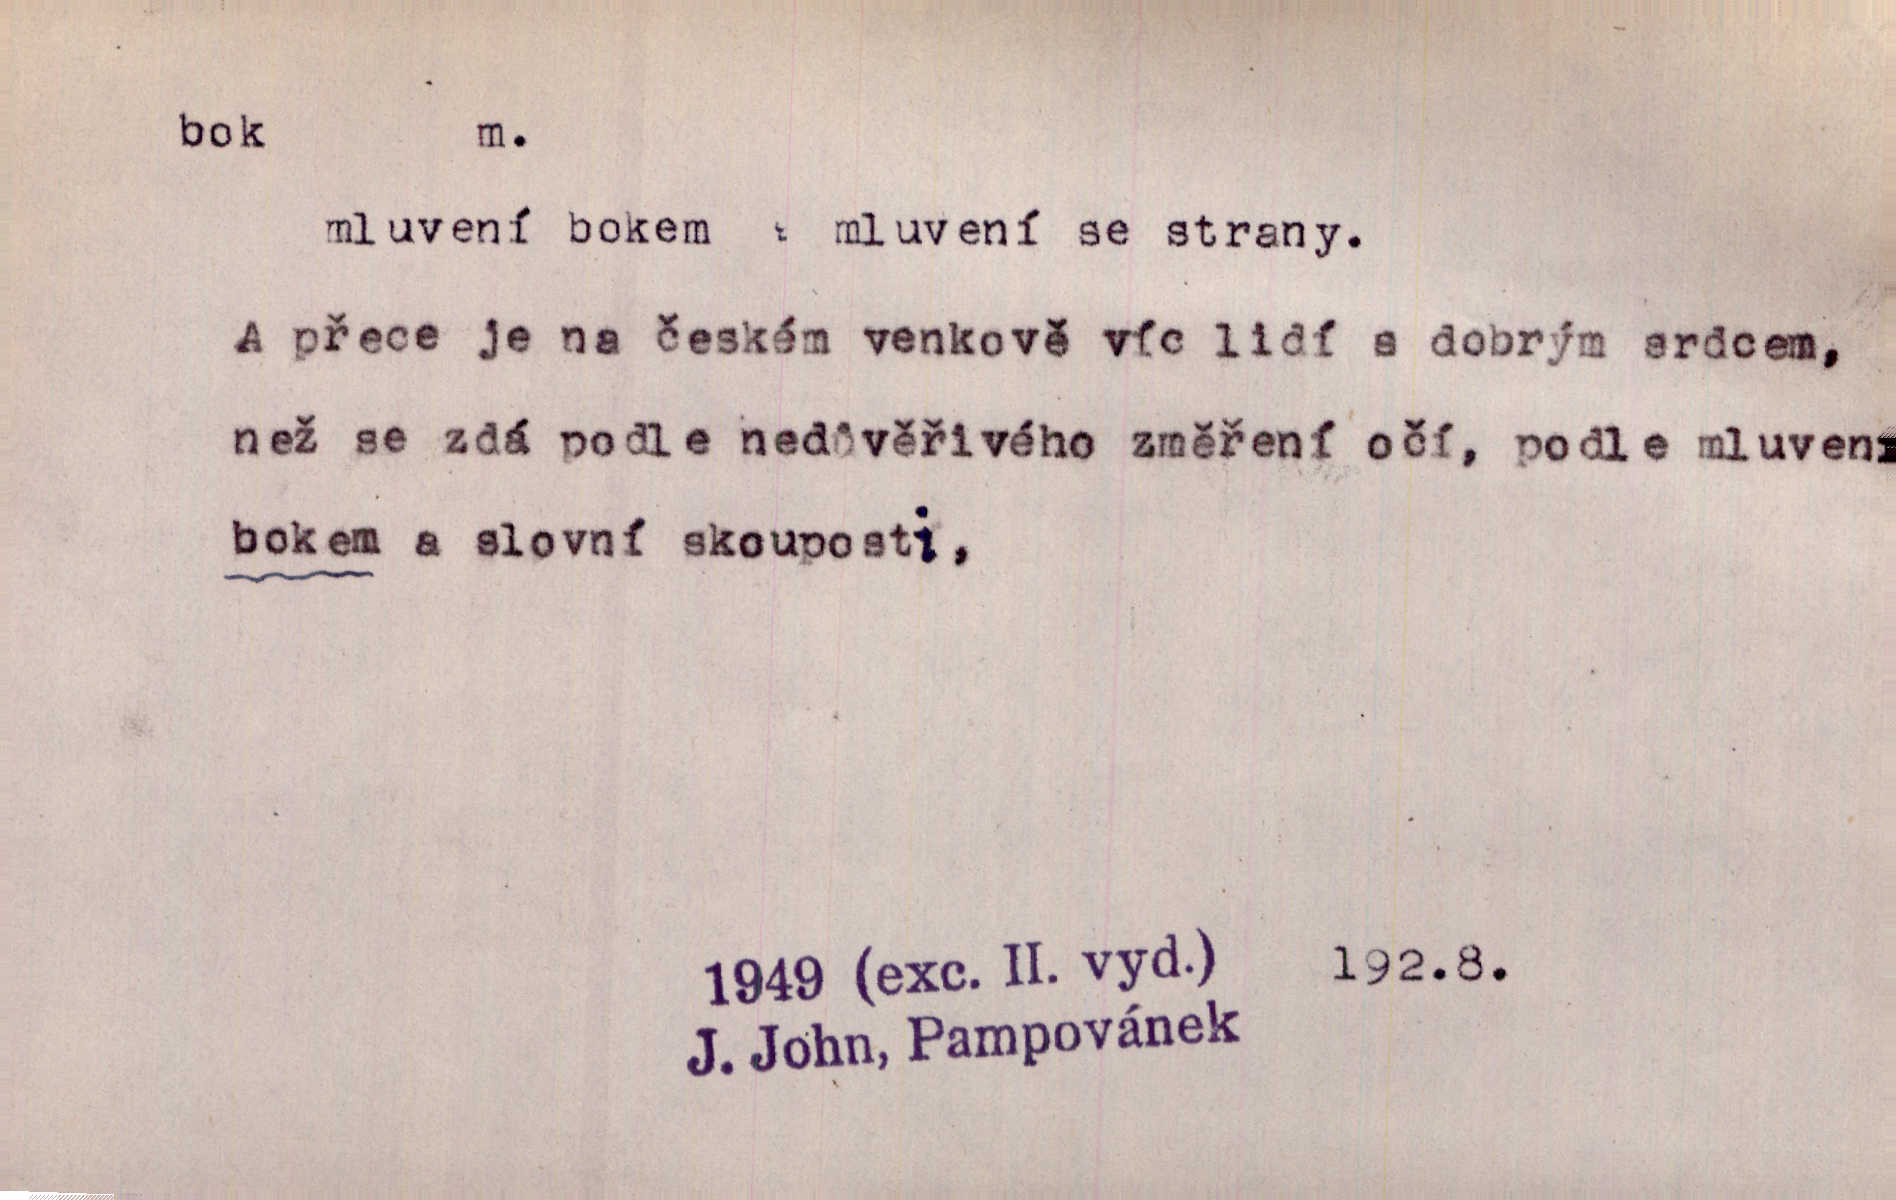 bok m.
mluvení bokem : mluvení se strany.
A přece je na českém venkově víc lidí s dobrým srdcem,
než se zdá podle nedůvěřivého změření očí, podle mluvení
bokem a slovní skouposti,
1949 (exc. II. vyd.) 192.8.
J. John, Pampovánek